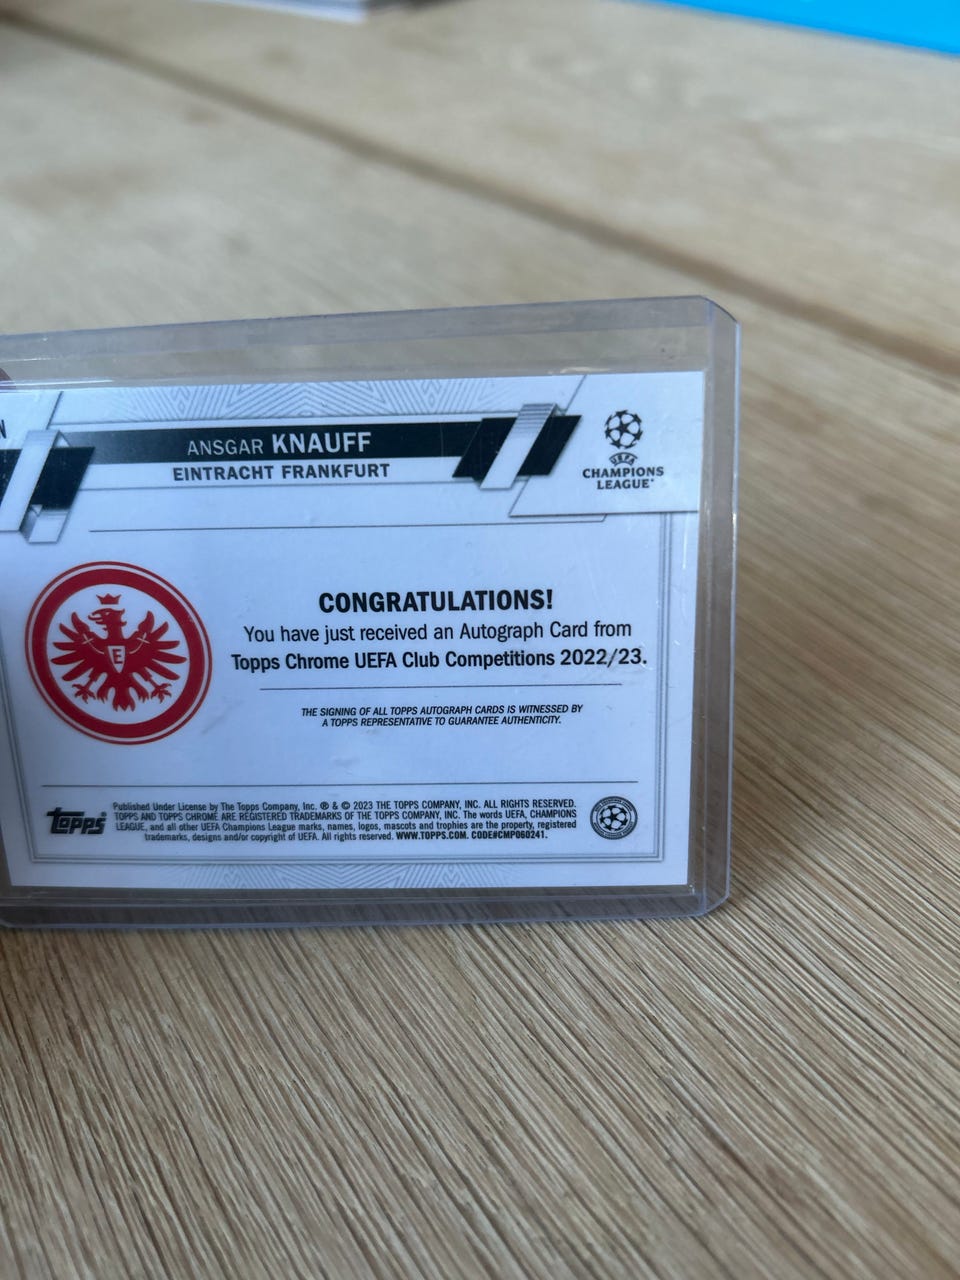 N
ANSGAR KNAUFF
EINTRACHT FRANKFURT
UEFA
CHAMPIONS
LEAGUE®
E
CONGRATULATIONS!
You have just received an Autograph Card from
Topps Chrome UEFA Club Competitions 2022/23.
THE SIGNING OF ALL TOPPS AUTOGRAPH CARDS IS WITNESSED BY
A TOPPS REPRESENTATIVE TO GUARANTEE AUTHENTICITY.
topps®
Published Under License by The Topps Company, Inc. ® & © 2023 THE TOPPS COMPANY, INC. ALL RIGHTS RESERVED.
TOPPS AND TOPPS CHROME ARE REGISTERED TRADEMARKS OF THE TOPPS COMPANY, INC. The words UEFA, CHAMPIONS
LEAGUE, and all other UEFA Champions League marks, names, logos, mascots and trophies are the property, registered
trademarks, designs and/or copyright of UEFA. All rights reserved. WWW.TOPPS.COM. CODE#CMP060241.